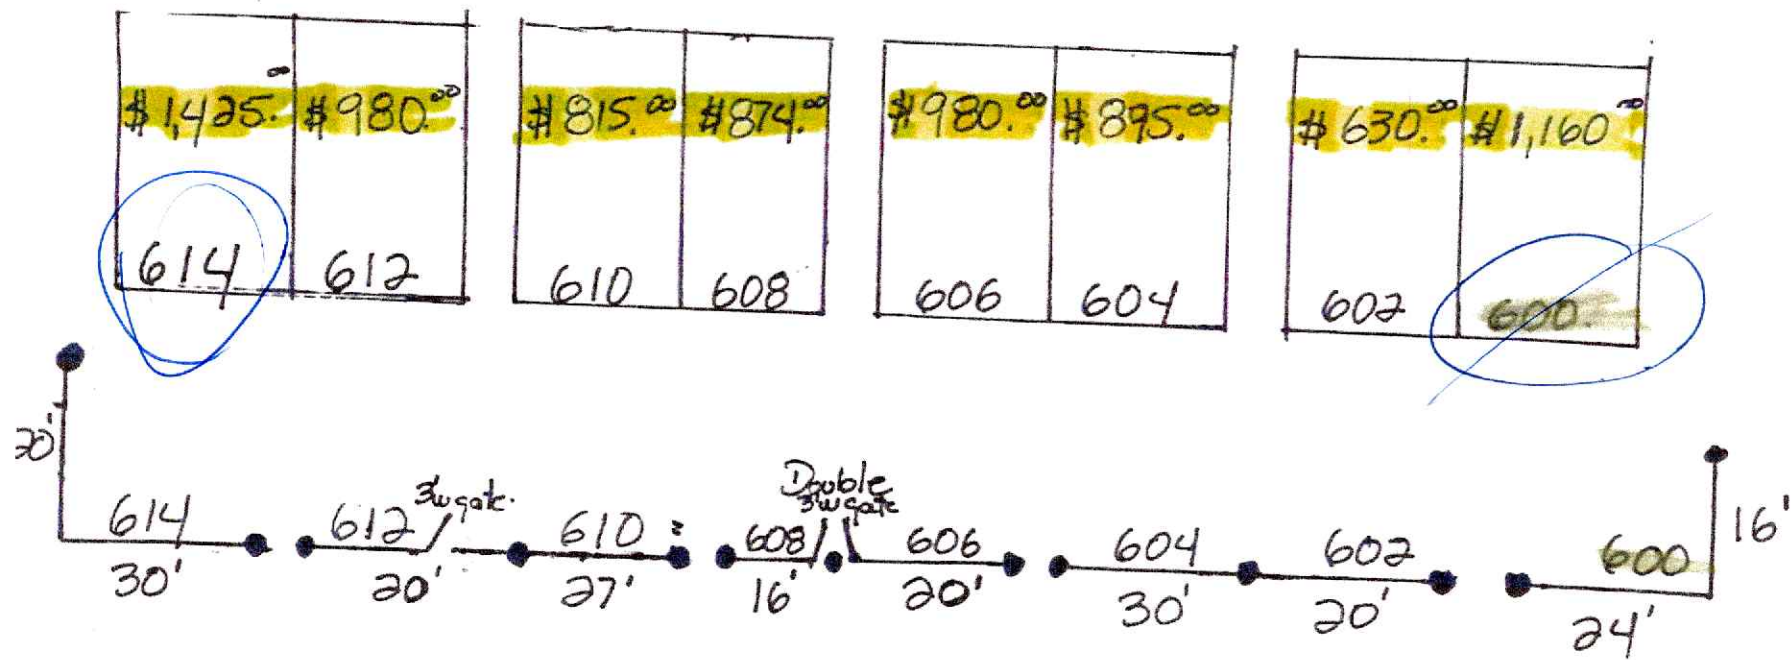 $1,425.00 $980.00 $815.00 $874.00 $980.00 $895.00 $630.00 $1,160 00
614 612 610 608 606 604 602 600.
20'
614 612 3'w gate. 610 608 Double 3'w gate 606 604 602 600 16'
30' 20' 27' 16' 20' 30' 20' 24'